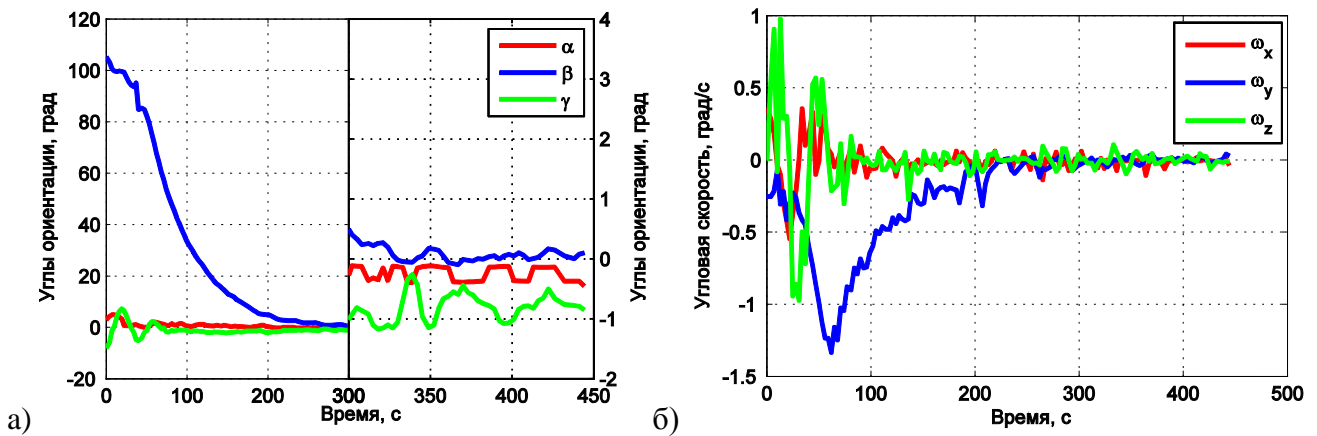 120
100
80
60
40
20
0
-20
0 100 200 300
Углы ориентации, град
α
β
γ
4
3
2
1
0
-1
-2
350 400 450
Углы ориентации, град
Время, с
а)
1
0.5
0
-0.5
-1
-1.5
0 100 200 300 400 500
Угловая скорость, град/с
ωx
ωy
ωz
Время, с
б)